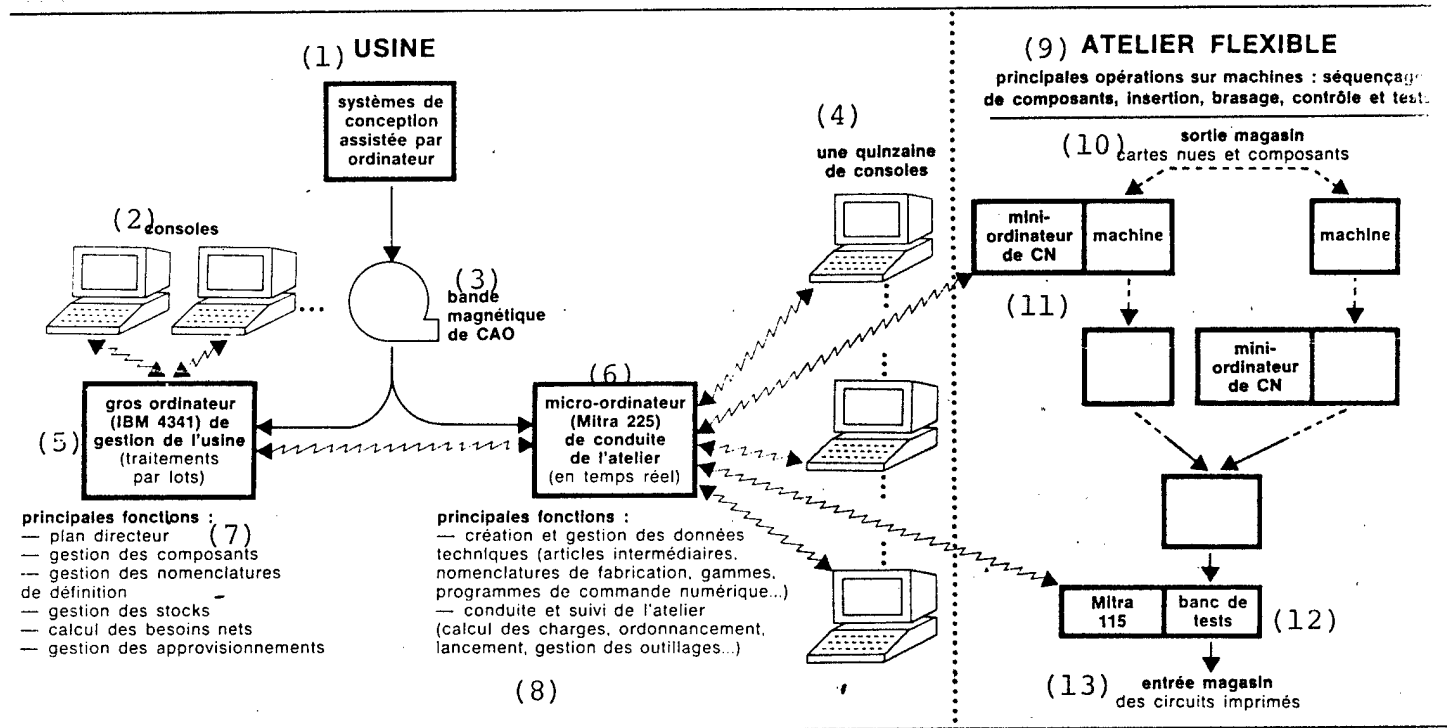 (1) USINE
systèmes de
conception
assistée par
ordinateur
(2) consoles
(3)
bande
magnétique
de CAO
(4)
une quinzaine
de consoles
(5)
gros ordinateur
(IBM 4341) de
gestion de l'usine
(traitements
par lots)
(6)
micro-ordinateur
(Mitra 225)
de conduite
de l'atelier
(en temps réel)
principales fonctions :
(7)
— plan directeur
— gestion des composants
— gestion des nomenclatures
de définition
— gestion des stocks
— calcul des besoins nets
— gestion des approvisionnements
principales fonctions :
— création et gestion des données
techniques (articles intermédiaires,
nomenclatures de fabrication, gammes,
programmes de commande numérique...)
— conduite et suivi de l'atelier
(calcul des charges, ordonnancement,
lancement, gestion des outillages...)
(8)
(9) ATELIER FLEXIBLE
principales opérations sur machines : séquençage
de composants, insertion, brasage, contrôle et test
(10) sortie magasin
cartes nues et composants
mini-
ordinateur
de CN
machine
machine
(11)
mini-
ordinateur
de CN
Mitra
115
banc de
tests
(12)
(13) entrée magasin
des circuits imprimés